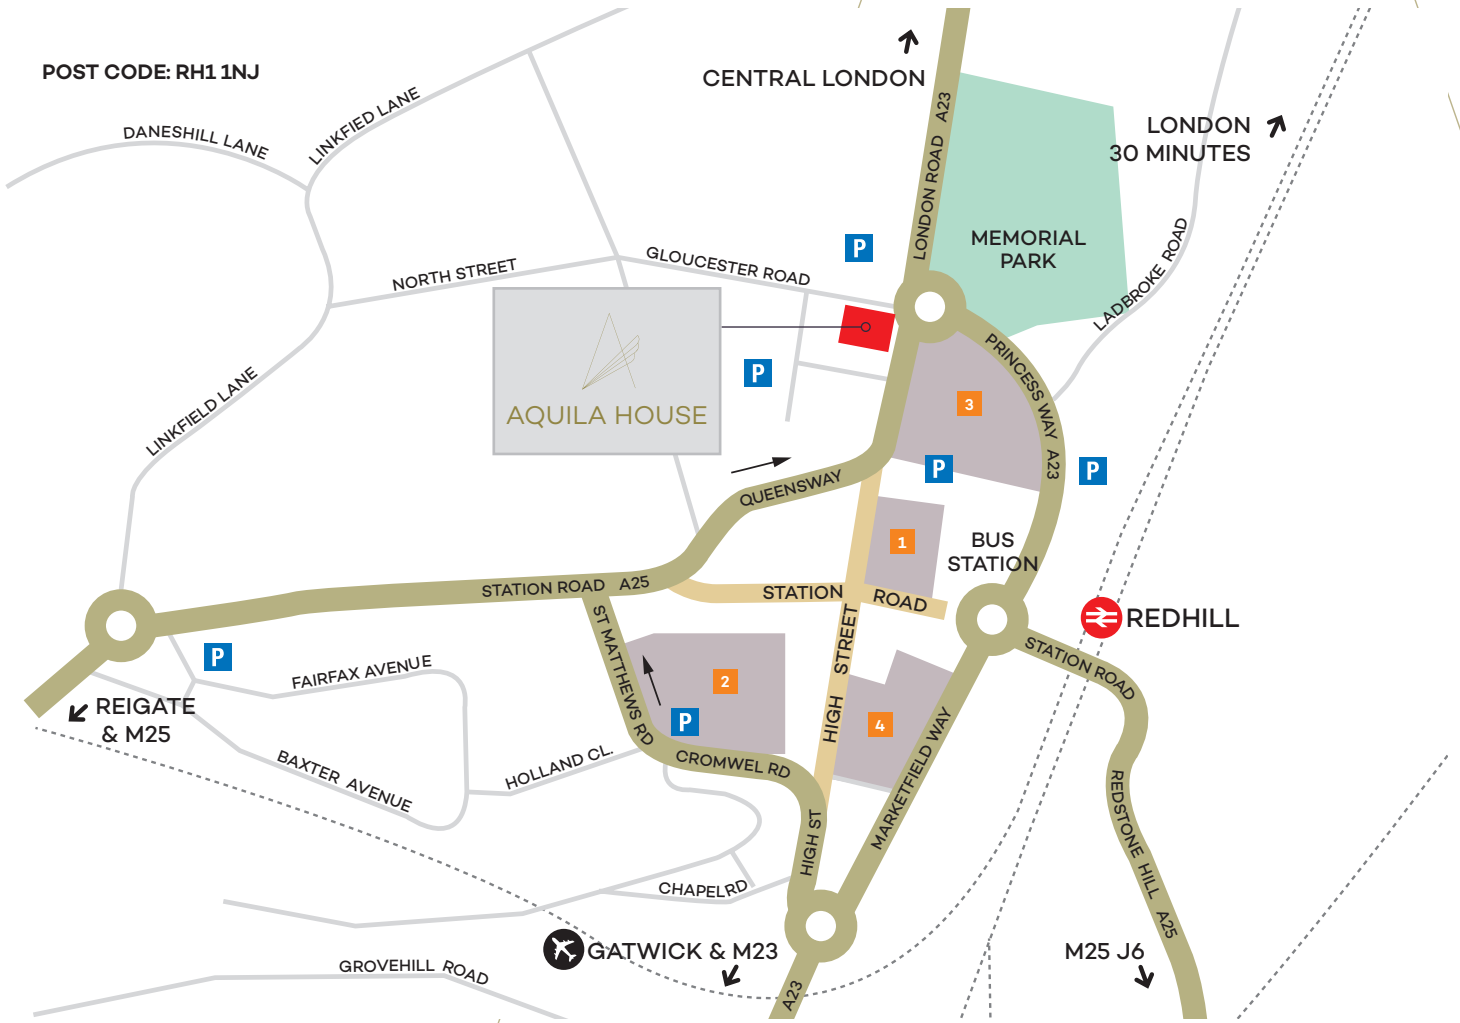 POST CODE: RH1 1NJ
CENTRAL LONDON
LONDON ROAD A23
LONDON
30 MINUTES
DANESHILL LANE
LINKFIED LANE
MEMORIAL
PARK
LADBROKE ROAD
P
GLOUCESTER ROAD
NORTH STREET
AQUILA HOUSE
P
PRINCESS WAY A23
3
LINKFIELD LANE
P
P
QUEENSWAY
1
BUS
STATION
STATION ROAD A25
STATION ROAD
REDHILL
ST MATTHEWS RD
HIGH STREET
STATION ROAD
P
FAIRFAX AVENUE
2
REIGATE
& M25
P
4
MARKETFIELD WAY
CROMWEL RD
HOLLAND CL.
BAXTER AVENUE
REDSTONE HILL A25
HIGH ST
CHAPELRD
GATWICK & M23
M25 J6
GROVEHILL ROAD
A23